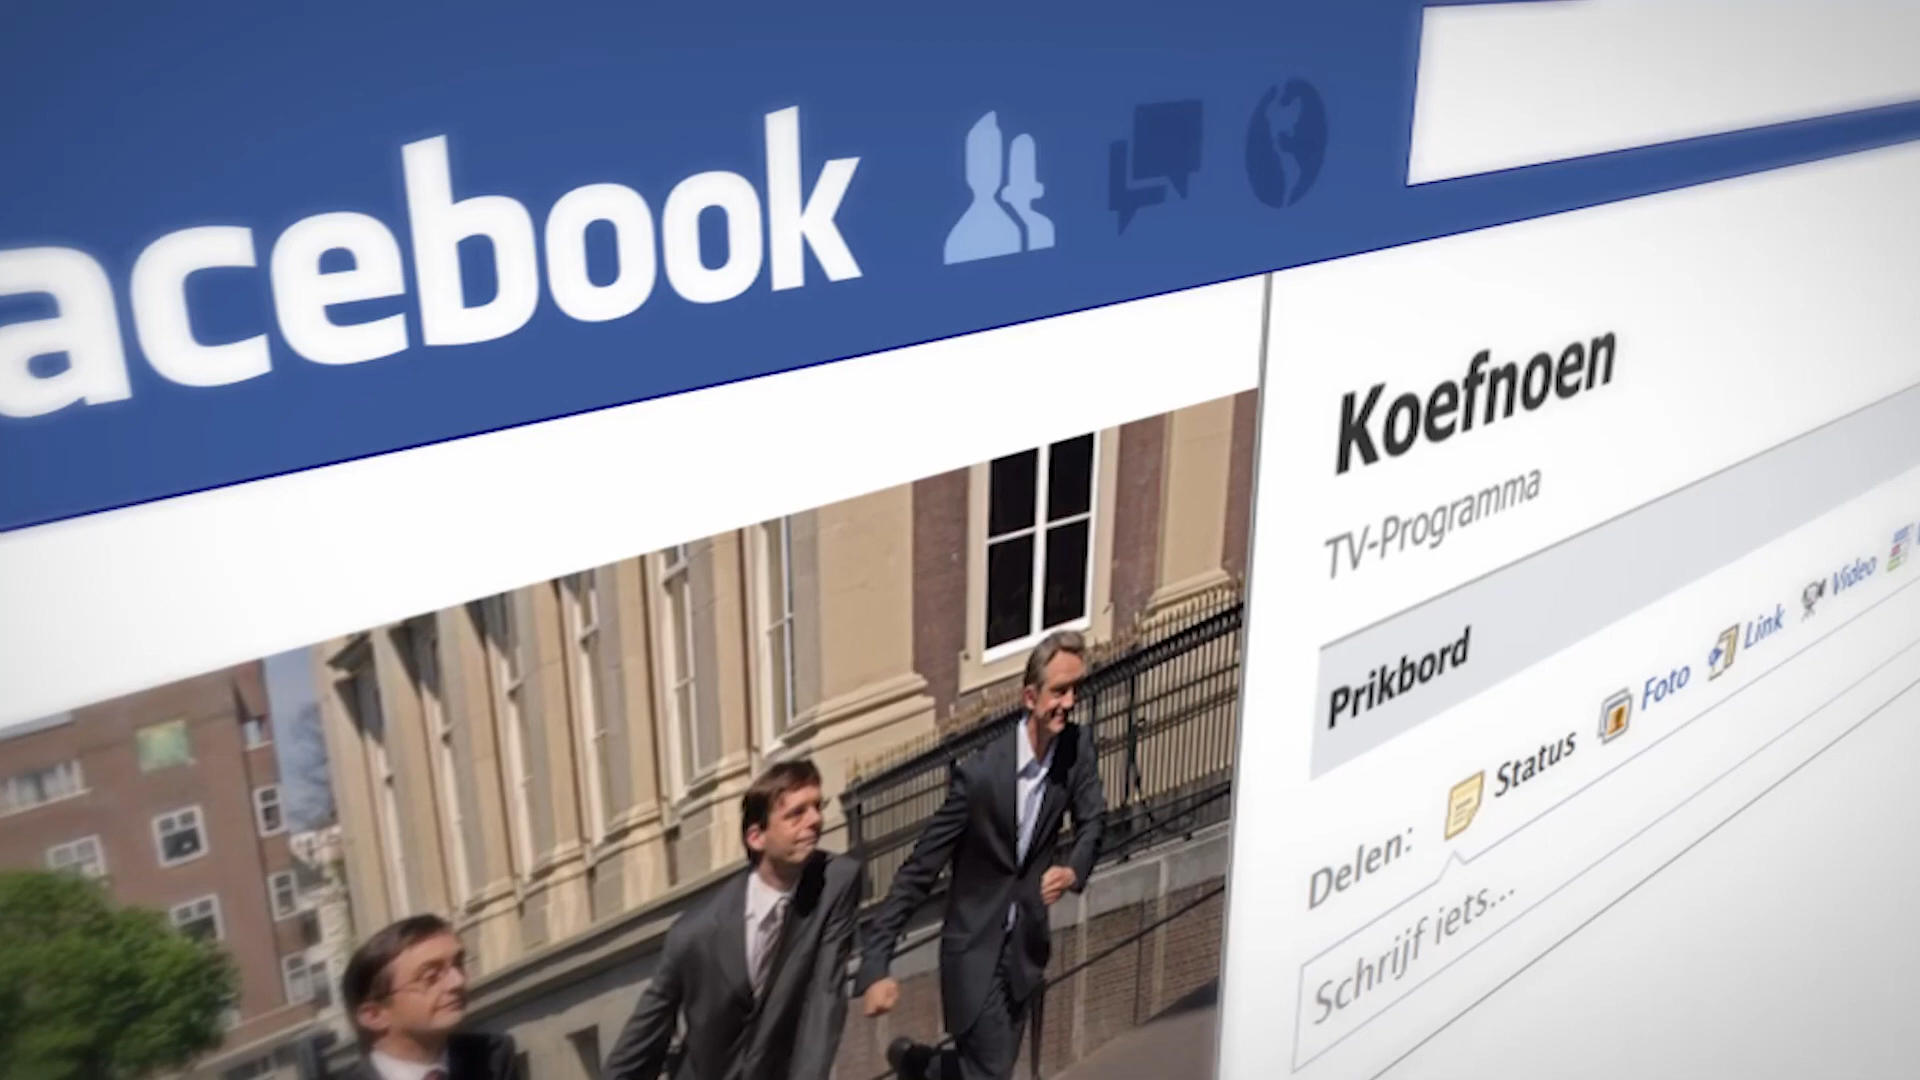 acebook
Koefnoen
TV-Programma
Prikbord
Delen: Status Foto Link Video
Schrijf iets...